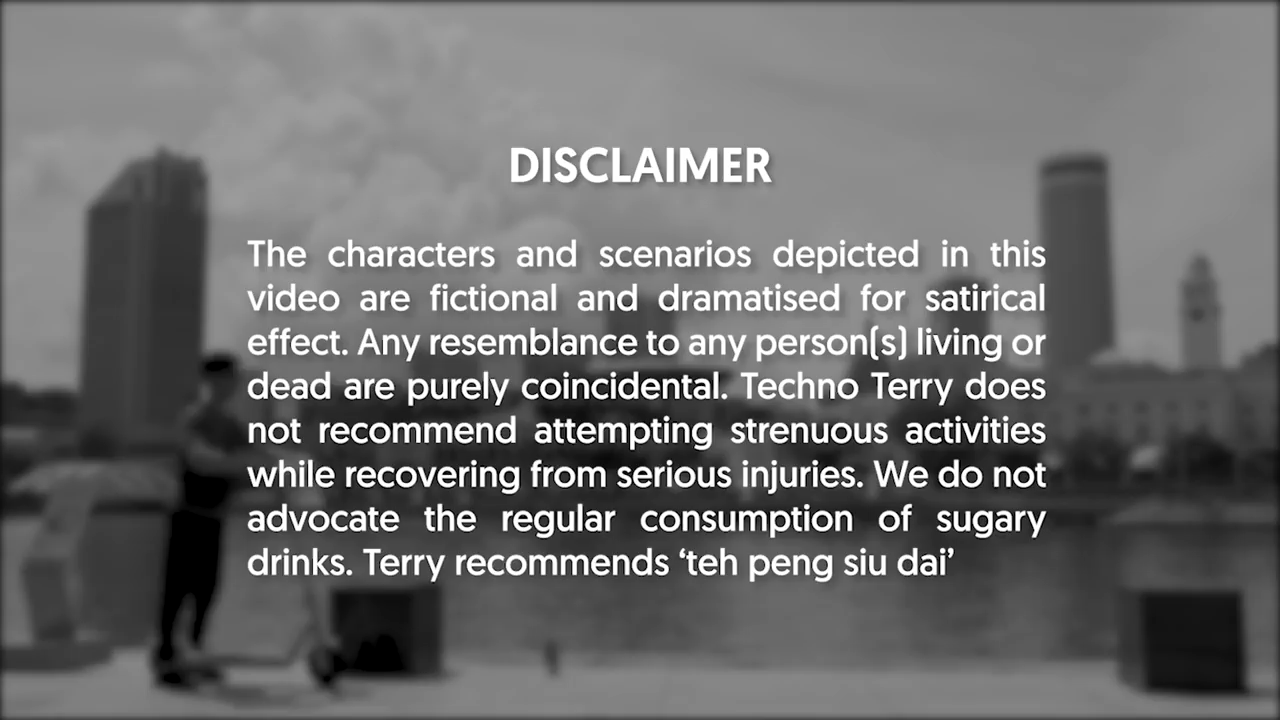 DISCLAIMER
The characters and scenarios depicted in this
video are fictional and dramatised for satirical
effect. Any resemblance to any person(s) living or
dead are purely coincidental. Techno Terry does
not recommend attempting strenuous activities
while recovering from serious injuries. We do not
advocate the regular consumption of sugary
drinks. Terry recommends ‘teh peng siu dai’